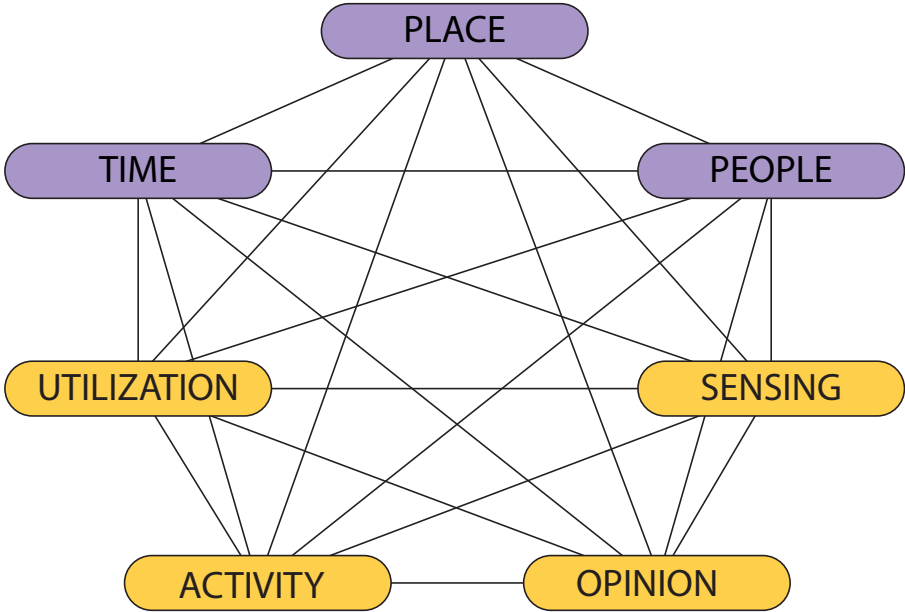 PLACE
TIME
PEOPLE
UTILIZATION
SENSING
ACTIVITY
OPINION